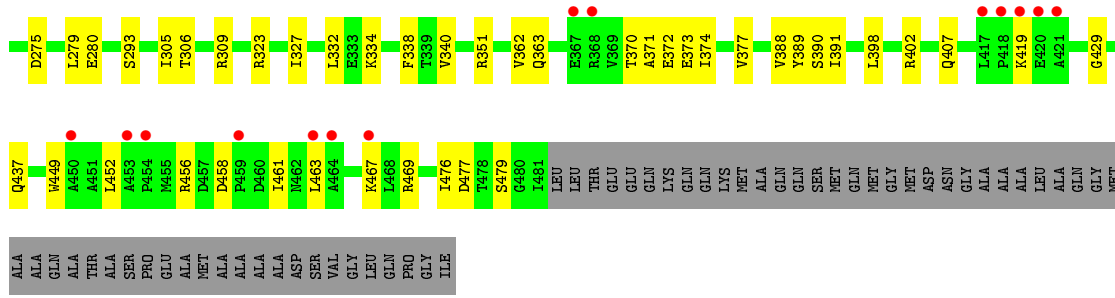 D275 L279 E280 S293 I305 T306 R309 R323 I327 L332 E333 K334 F338 T339 V340 R351 V362 Q363 E367 R368 V369 T370 A371 E372 E373 I374 V377 V388 Y389 S390 I391 L398 R402 Q407 L417 P418 K419 E420 A421 G429
Q437 W449 A450 A451 L452 A453 P454 M455 R456 D457 D458 P459 D460 I461 N462 L463 A464 K467 L468 R469 I476 D477 T478 S479 G480 I481 LEU LEU THR GLU GLU GLN LYS GLN GLN LYS MET ALA GLN GLN SER MET GLN MET GLY MET ASP ASN GLY ALA ALA ALA LEU ALA GLN GLY MET
ALA ALA GLN ALA THR ALA SER PRO GLU ALA MET ALA ALA ALA ALA ASP SER VAL GLY LEU GLN PRO GLY ILE